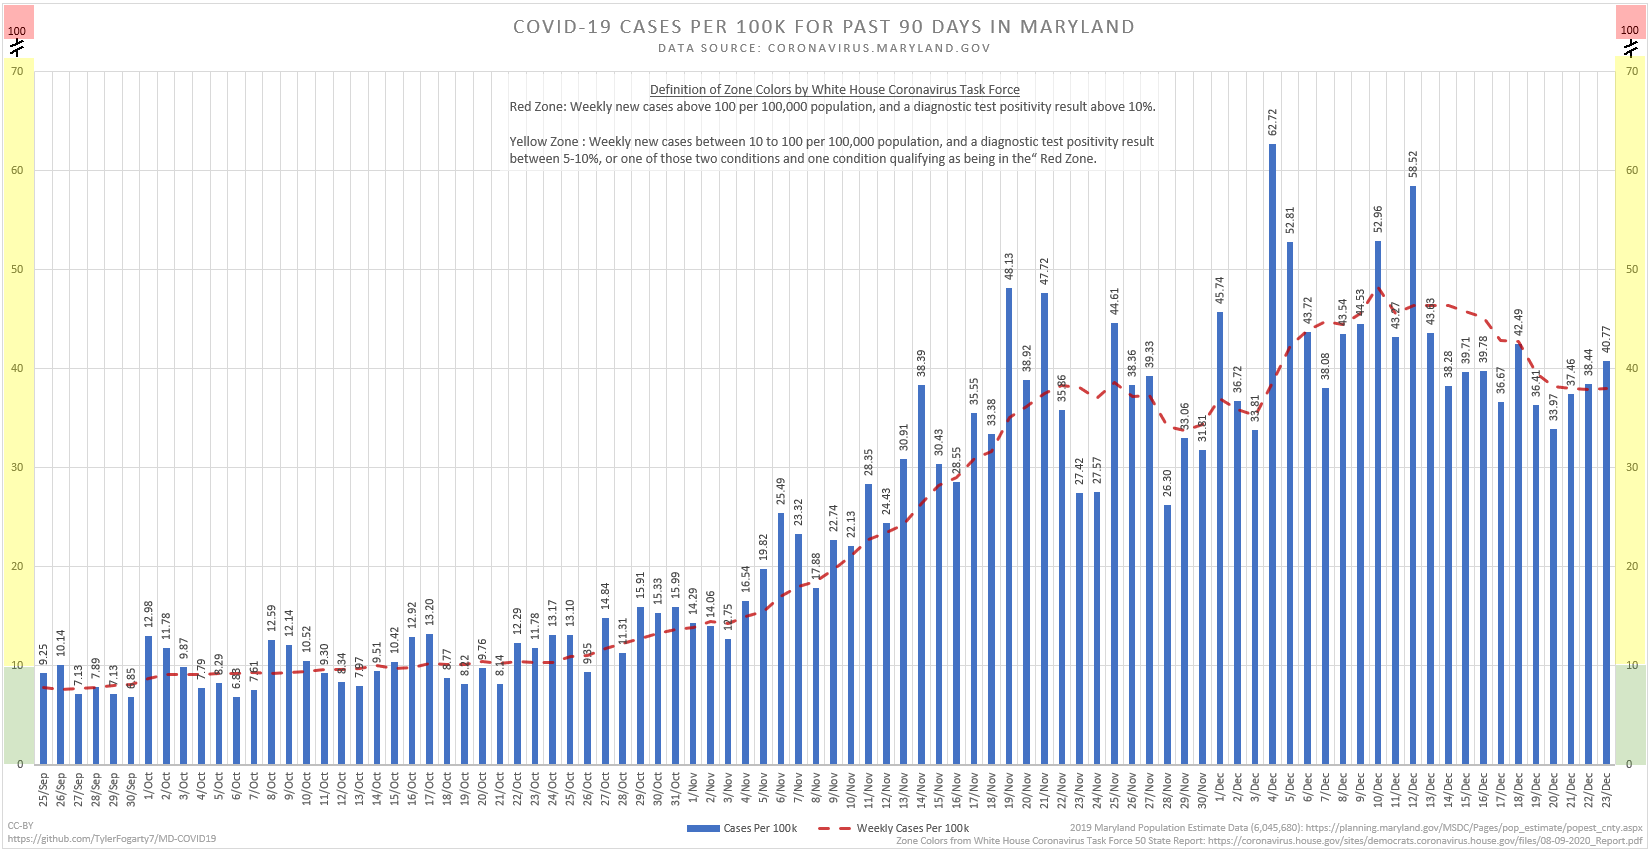 COVID-19 CASES PER 100K FOR PAST 90 DAYS IN MARYLAND
DATA SOURCE: CORONAVIRUS.MARYLAND.GOV
100
100
70
60
50
40
30
20
10
0
70
60
50
40
30
20
10
0
Definition of Zone Colors by White House Coronavirus Task Force
Red Zone: Weekly new cases above 100 per 100,000 population, and a diagnostic test positivity result above 10%.
Yellow Zone : Weekly new cases between 10 to 100 per 100,000 population, and a diagnostic test positivity result
between 5-10%, or one of those two conditions and one condition qualifying as being in the“ Red Zone.
9.25
10.14
7.13
7.89
7.13
6.85
12.98
11.78
9.87
7.79
8.29
6.88
7.61
12.59
12.14
10.52
9.30
8.34
7.97
9.51
10.42
12.92
13.20
8.77
8.22
9.76
8.14
12.29
11.78
13.17
13.10
9.35
14.84
11.31
15.91
15.33
15.99
14.29
14.06
12.75
16.54
19.82
25.49
23.32
17.88
22.74
22.13
28.35
24.43
30.91
38.39
30.43
28.55
35.55
33.38
48.13
38.92
47.72
35.86
27.42
27.57
44.61
38.36
39.33
26.30
33.06
31.81
45.74
36.72
33.81
62.72
52.81
43.72
38.08
43.54
44.53
52.96
43.27
58.52
43.63
38.28
39.71
39.78
36.67
42.49
36.41
33.97
37.46
38.44
40.77
25/Sep
26/Sep
27/Sep
28/Sep
29/Sep
30/Sep
1/Oct
2/Oct
3/Oct
4/Oct
5/Oct
6/Oct
7/Oct
8/Oct
9/Oct
10/Oct
11/Oct
12/Oct
13/Oct
14/Oct
15/Oct
16/Oct
17/Oct
18/Oct
19/Oct
20/Oct
21/Oct
22/Oct
23/Oct
24/Oct
25/Oct
26/Oct
27/Oct
28/Oct
29/Oct
30/Oct
31/Oct
1/Nov
2/Nov
3/Nov
4/Nov
5/Nov
6/Nov
7/Nov
8/Nov
9/Nov
10/Nov
11/Nov
12/Nov
13/Nov
14/Nov
15/Nov
16/Nov
17/Nov
18/Nov
19/Nov
20/Nov
21/Nov
22/Nov
23/Nov
24/Nov
25/Nov
26/Nov
27/Nov
28/Nov
29/Nov
30/Nov
1/Dec
2/Dec
3/Dec
4/Dec
5/Dec
6/Dec
7/Dec
8/Dec
9/Dec
10/Dec
11/Dec
12/Dec
13/Dec
14/Dec
15/Dec
16/Dec
17/Dec
18/Dec
19/Dec
20/Dec
21/Dec
22/Dec
23/Dec
Cases Per 100k
Weekly Cases Per 100k
CC-BY
https://github.com/TylerFogarty7/MD-COVID19
2019 Maryland Population Estimate Data (6,045,680): https://planning.maryland.gov/MSDC/Pages/pop_estimate/popest_cnty.aspx
Zone Colors from White House Coronavirus Task Force 50 State Report: https://coronavirus.house.gov/sites/democrats.coronavirus.house.gov/files/08-09-2020_Report.pdf